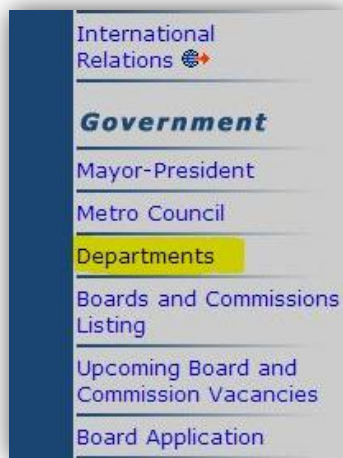 International
Relations
Government
Mayor-President
Metro Council
Departments
Boards and Commissions
Listing
Upcoming Board and
Commission Vacancies
Board Application